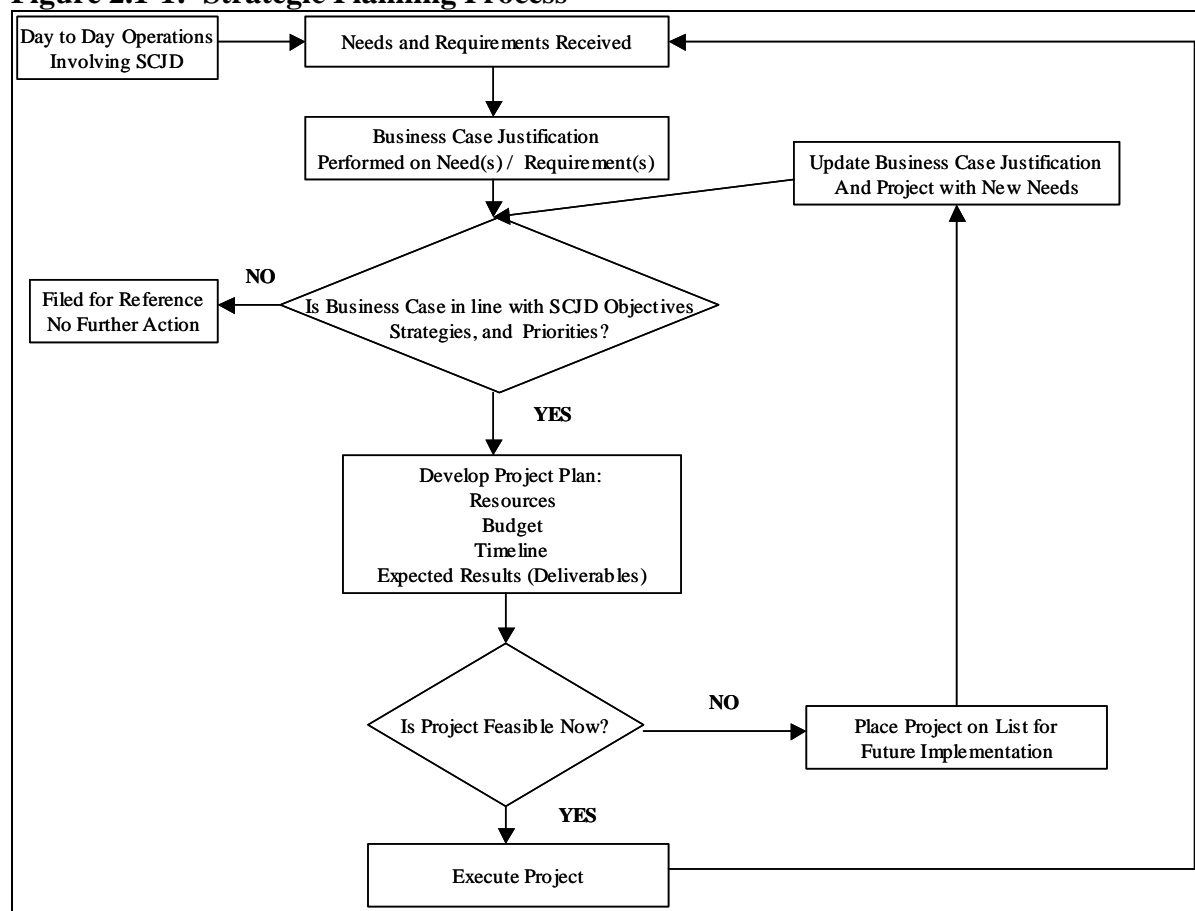 Figure 2.1-1: Strategic Planning Process
Day to Day Operations
Involving SCJD
Needs and Requirements Received
Business Case Justification
Performed on Need(s) / Requirement(s)
Update Business Case Justification
And Project with New Needs
NO
Filed for Reference
No Further Action
Is Business Case in line with SCJD Objectives
Strategies, and Priorities?
YES
Develop Project Plan:
Resources
Budget
Timeline
Expected Results (Deliverables)
Is Project Feasible Now?
NO
Place Project on List for
Future Implementation
YES
Execute Project